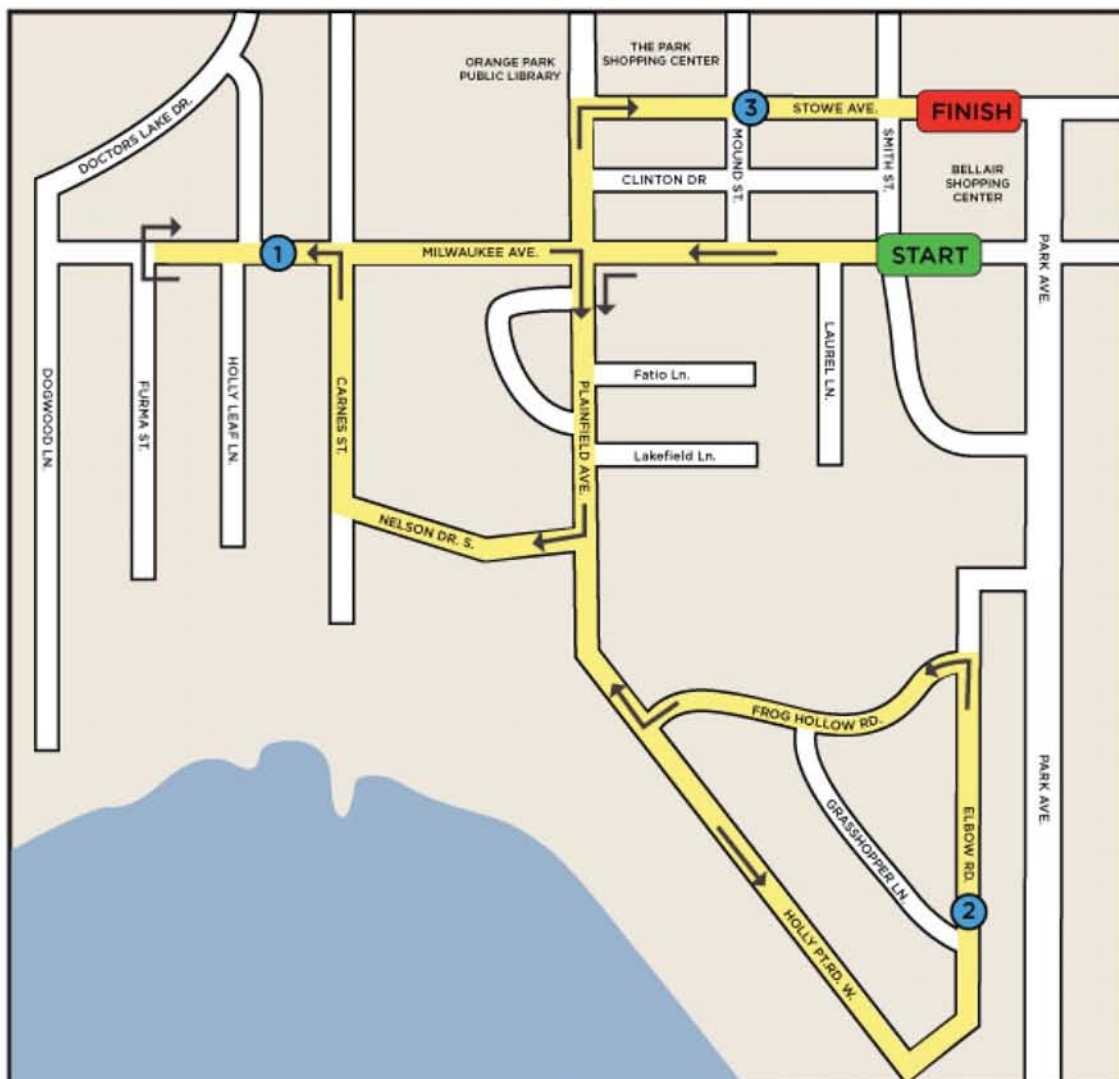 THE PARK
SHOPPING CENTER
ORANGE PARK
PUBLIC LIBRARY
3
STOWE AVE.
FINISH
DOCTORS LAKE DR.
MOUND ST.
SMITH ST.
CLINTON DR
BELLAIR
SHOPPING
CENTER
1
MILWAUKEE AVE.
START
PARK AVE.
DOGWOOD LN.
FURMA ST.
HOLLY LEAF LN.
CARNES ST.
PLAINFIELD AVE.
Fatio Ln.
LAUREL LN.
Lakefield Ln.
NELSON DR. S.
FROG HOLLOW RD.
GRASSHOPPER LN.
ELBOW RD.
PARK AVE.
2
HOLLY PT.RD. W.